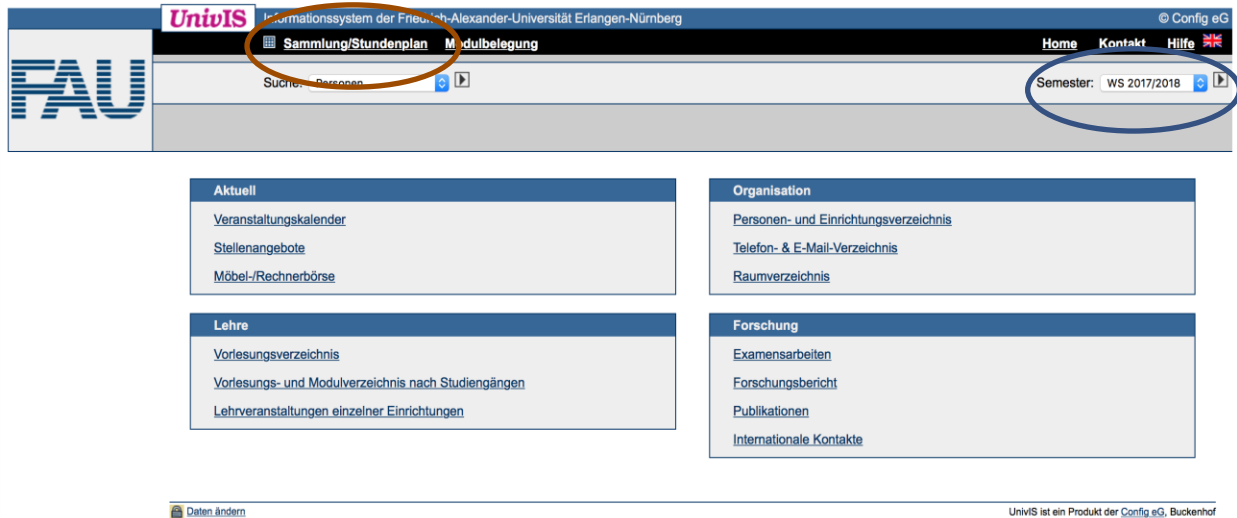 UnivIS Informationssystem der Friedrich-Alexander-Universität Erlangen-Nürnberg © Config eG
Sammlung/Stundenplan Modulbelegung Home Kontakt Hilfe
FAU
Suche: Personen Semester: WS 2017/2018
Aktuell
Veranstaltungskalender
Stellenangebote
Möbel-/Rechnerbörse
Organisation
Personen- und Einrichtungsverzeichnis
Telefon- & E-Mail-Verzeichnis
Raumverzeichnis
Lehre
Vorlesungsverzeichnis
Vorlesungs- und Modulverzeichnis nach Studiengängen
Lehrveranstaltungen einzelner Einrichtungen
Forschung
Examensarbeiten
Forschungsbericht
Publikationen
Internationale Kontakte
Daten ändern UnivIS ist ein Produkt der Config eG, Buckenhof